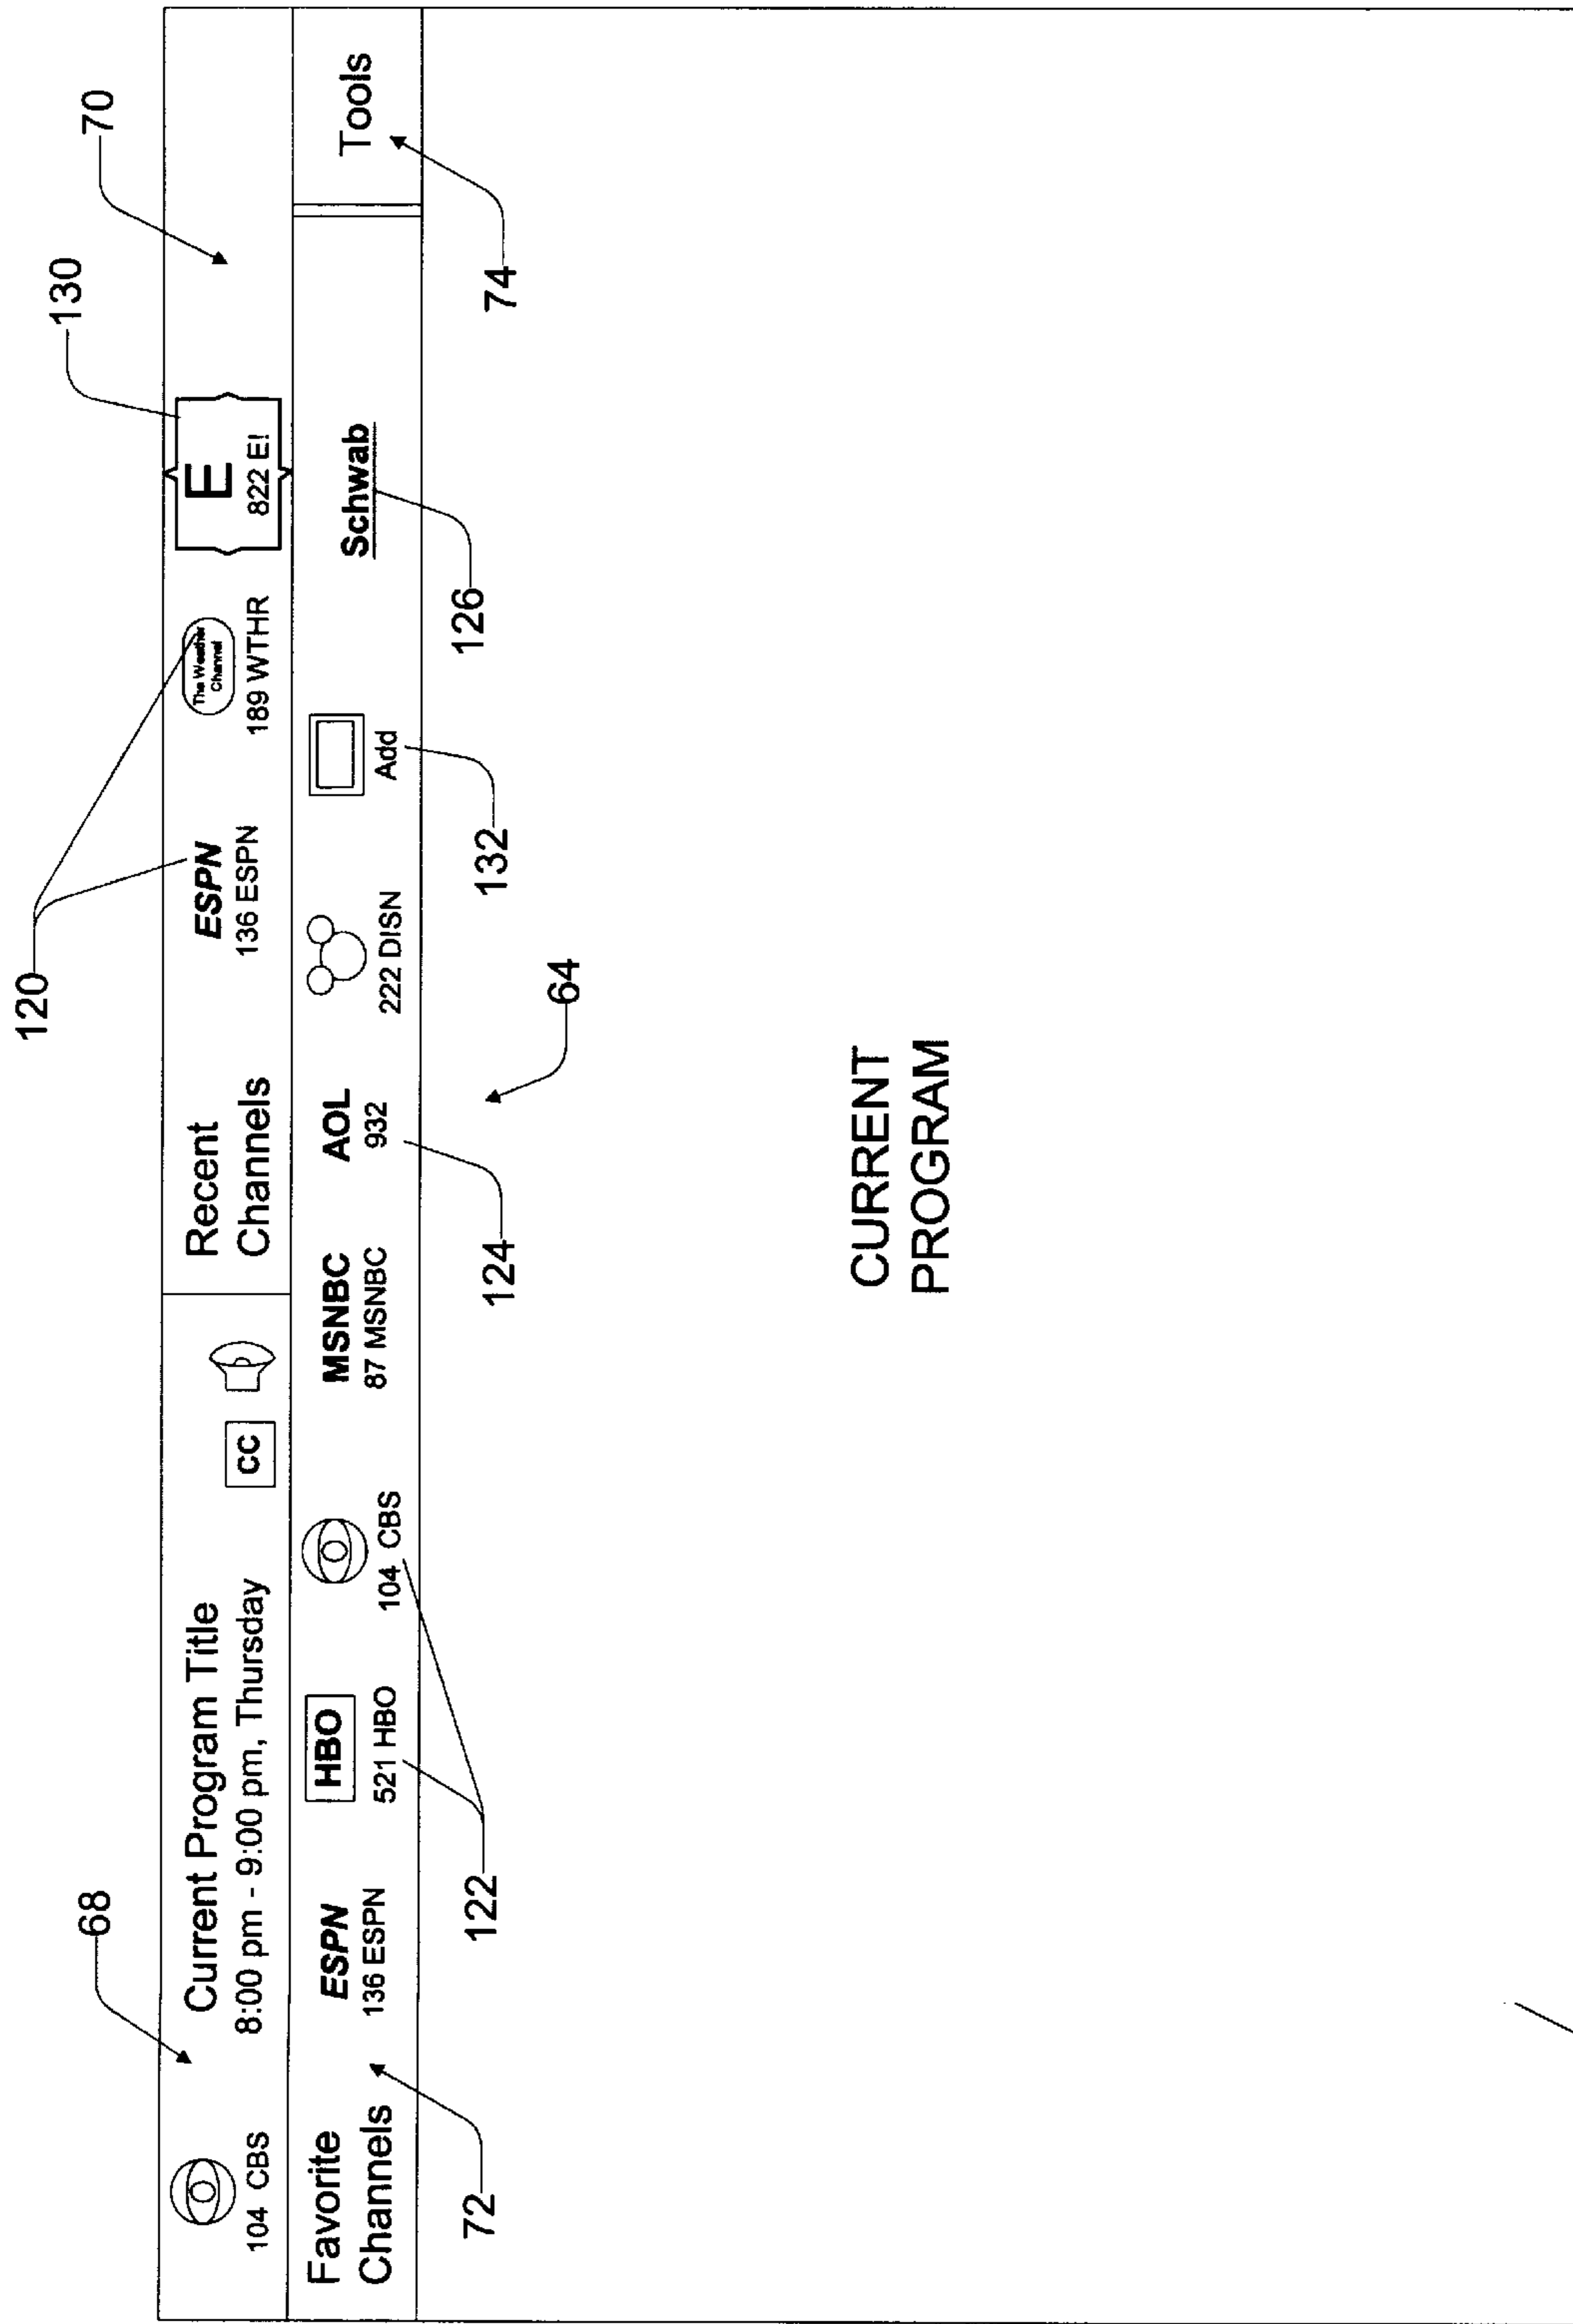 120
130
70
68
104 CBS
Current Program Title
8:00 pm - 9:00 pm, Thursday
CC
Recent
Channels
ESPN
136 ESPN
The Weather
Channel
189 WTHR
E
822 E!
Favorite
Channels
ESPN
136 ESPN
HBO
521 HBO
104 CBS
MSNBC
87 MSNBC
AOL
932
222 DISN
Add
Schwab
Tools
72
122
124
64
132
126
74
CURRENT
PROGRAM